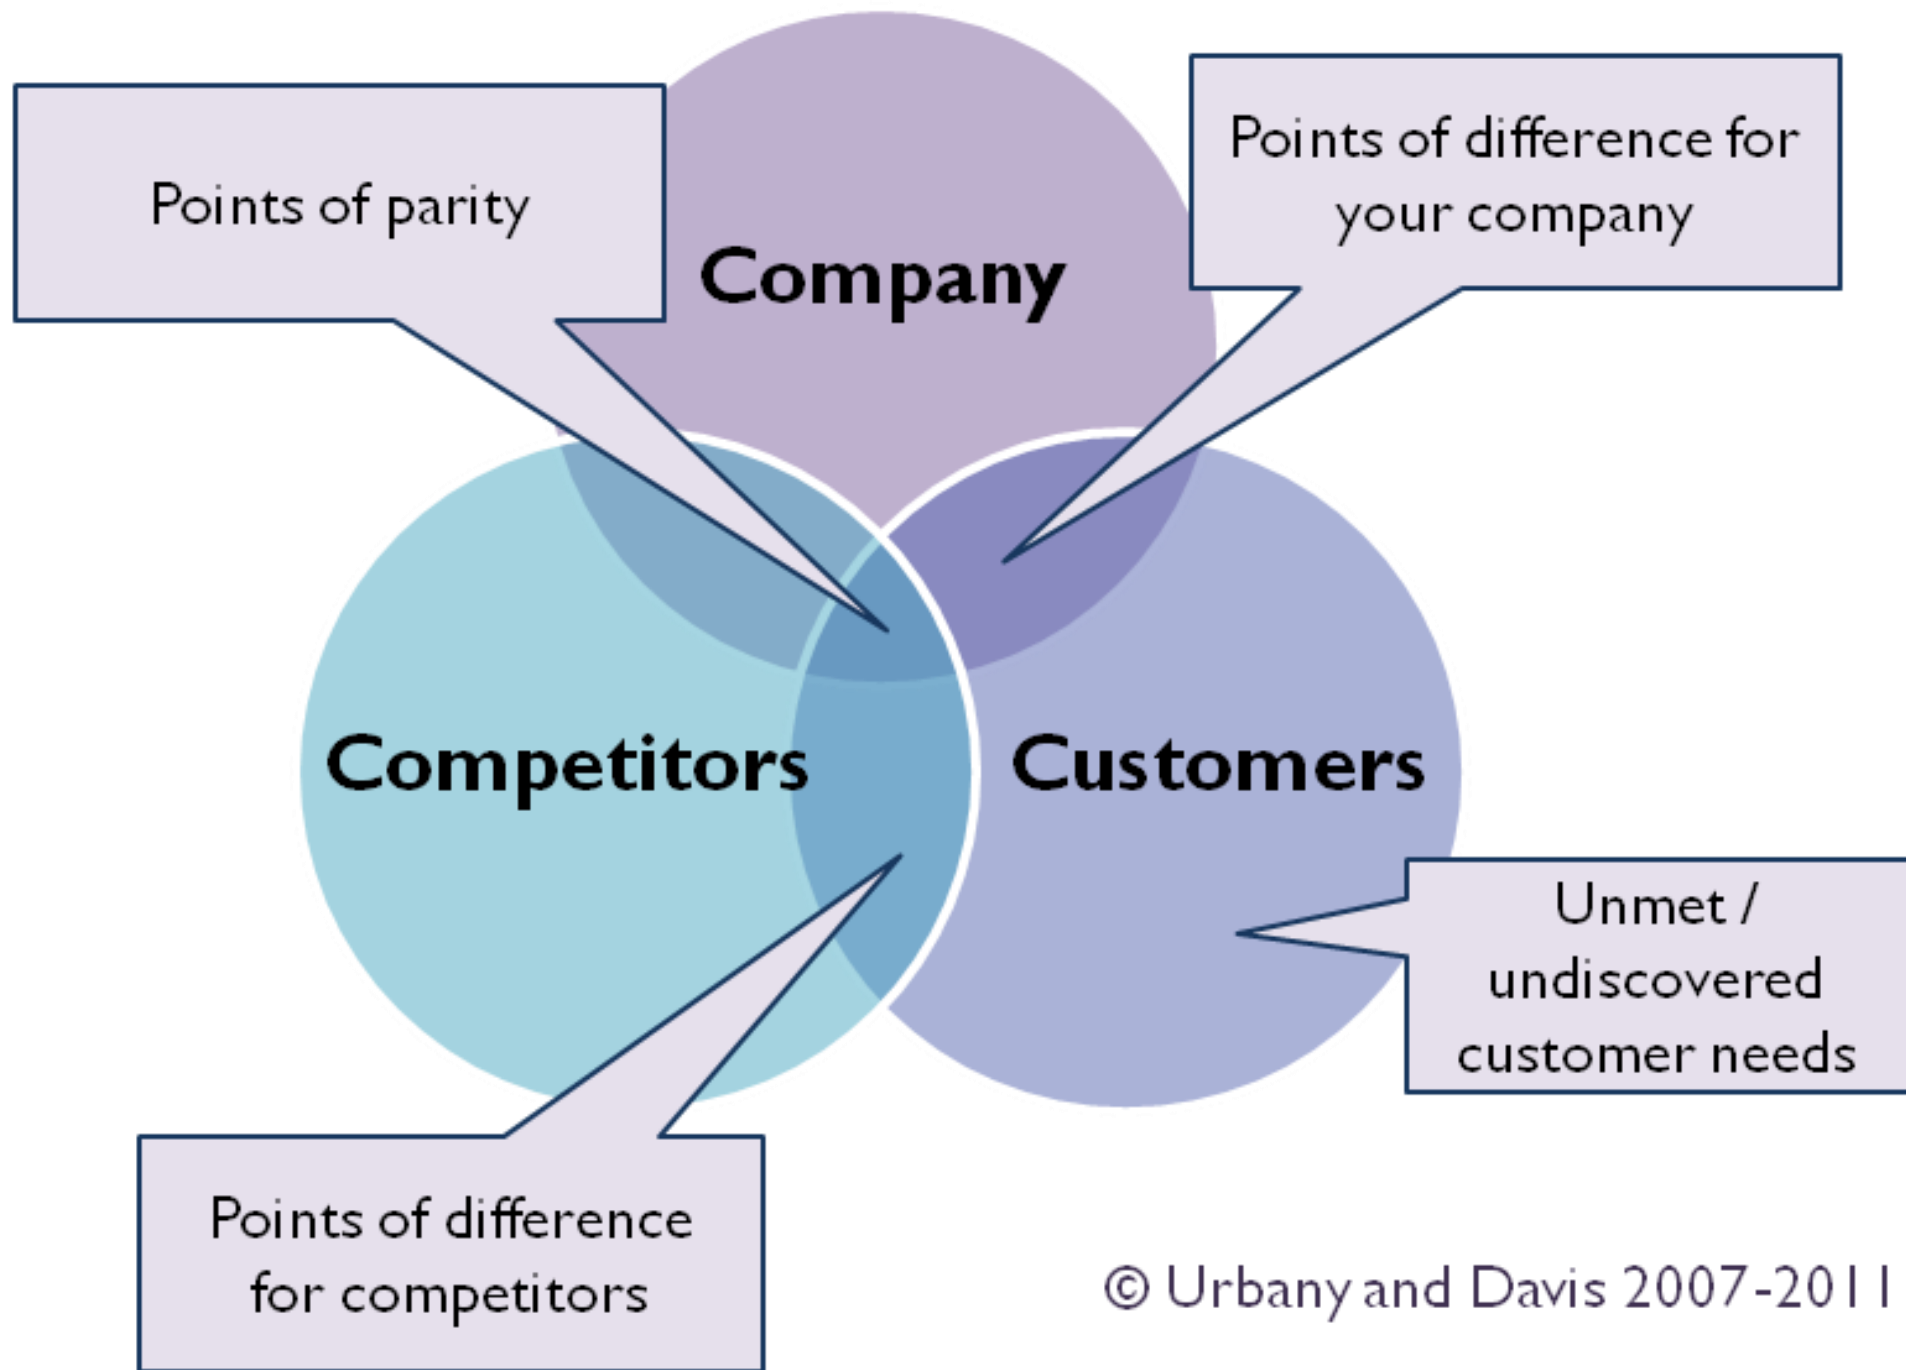 Points of parity
Points of difference for
your company
Company
Competitors
Customers
Unmet /
undiscovered
customer needs
Points of difference
for competitors
© Urbany and Davis 2007-2011